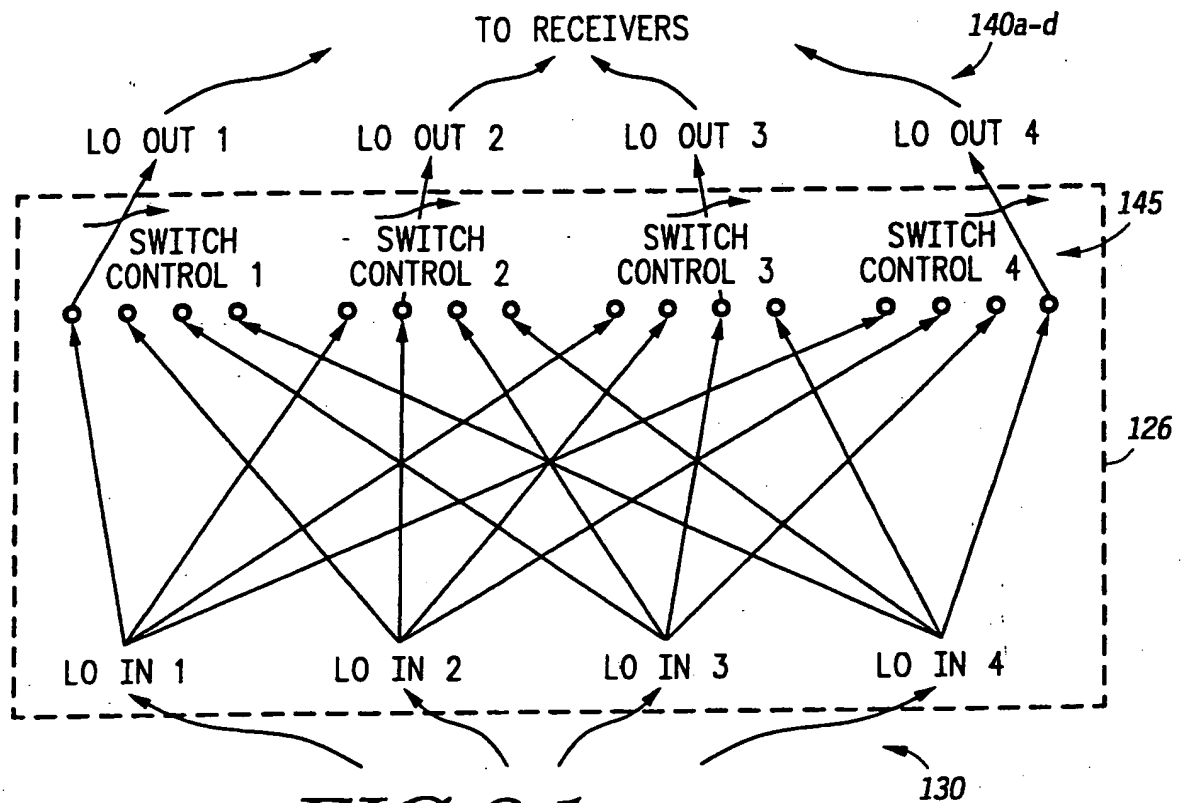 TO RECEIVERS
140a-d
LO OUT 1
LO OUT 2
LO OUT 3
LO OUT 4
145
SWITCH
CONTROL 1
SWITCH
CONTROL 2
SWITCH
CONTROL 3
SWITCH
CONTROL 4
126
LO IN 1
LO IN 2
LO IN 3
LO IN 4
130